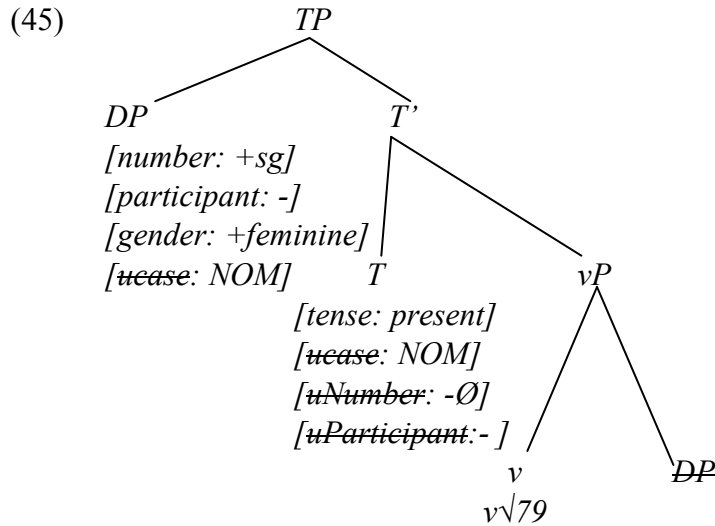 (45)
TP
DP
T’
[number: +sg]
[participant: -]
[gender: +feminine]
[ucase: NOM]
T
vP
[tense: present]
[ucase: NOM]
[uNumber: -Ø]
[uParticipant:- ]
v
DP
v√79